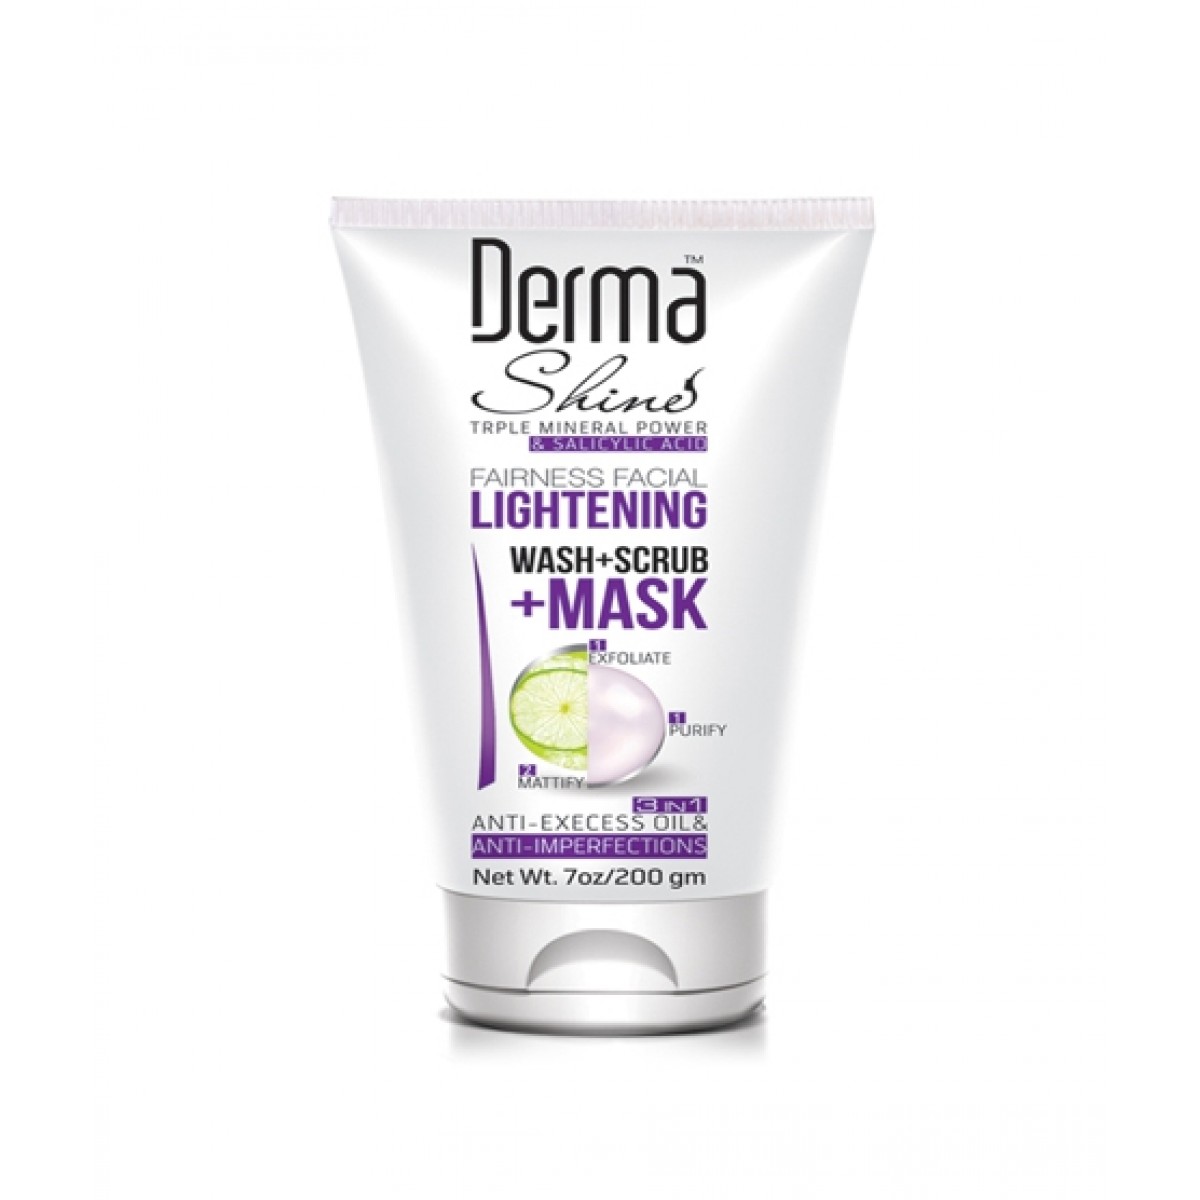 Derma™
Shine
TRPLE MINERAL POWER
& SALICYLIC ACID
FAIRNESS FACIAL
LIGHTENING
WASH+SCRUB
+MASK
1
EXFOLIATE
1
PURIFY
2
MATTIFY
3 IN 1
ANTI-EXECESS OIL&
ANTI-IMPERFECTIONS
Net Wt. 7oz/200 gm